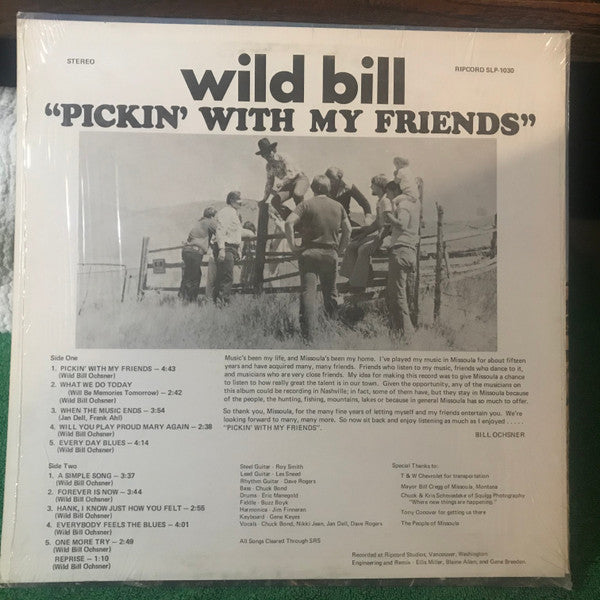 STEREO
RIPCORD SLP-1030
wild bill
“PICKIN’ WITH MY FRIENDS”
Side One
1. PICKIN' WITH MY FRIENDS – 4:43
(Wild Bill Ochsner)
2. WHAT WE DO TODAY
(Will Be Memories Tomorrow) – 2:42
(Wild Bill Ochsner)
3. WHEN THE MUSIC ENDS – 3:54
(Jan Dell, Frank Ahl)
4. WILL YOU PLAY PROUD MARY AGAIN – 2:38
(Wild Bill Ochsner)
5. EVERY DAY BLUES – 4:14
Music's been my life, and Missoula's been my home. I've played my music in Missoula for about fifteen
years and have acquired many, many friends. Friends who listen to my music, friends who dance to it,
and musicians who are very close friends. My idea for making this record was to give Missoula a chance
to listen to how really great the talent is in our town. Given the opportunity, any of the musicians on
this album could be recording in Nashville; in fact, some of them have, but they stay in Missoula because
of the people, the hunting, fishing, mountains, lakes or because in general Missoula has so much to offer.
So thank you, Missoula, for the many fine years of letting myself and my friends entertain you. We're
looking forward to many, many more. So now sit back and enjoy listening as much as I enjoyed .....
"PICKIN' WITH MY FRIENDS".
BILL OCHSNER
Side Two
1. A SIMPLE SONG – 3:37
(Wild Bill Ochsner)
2. FOREVER IS NOW – 3:44
(Wild Bill Ochsner)
3. HANK, I KNOW JUST HOW YOU FELT – 2:55
(Wild Bill Ochsner)
4. EVERYBODY FEELS THE BLUES – 4:01
(Wild Bill Ochsner)
5. ONE MORE TRY – 2:49
(Wild Bill Ochsner)
REPRISE – 1:10
(Wild Bill Ochsner)
Steel Guitar - Roy Smith
Lead Guitar - Les Sneed
Rhythm Guitar - Dave Rogers
Bass - Chuck Bond
Drums - Eric Manegold
Fiddle - Buzz Boyk
Harmonica - Jim Finneran
Keyboard - Gene Keyes
Vocals - Chuck Bond, Nikki Jean, Jan Dell, Dave Rogers
All Songs Cleared Through SRS
Special Thanks to:
T & W Chevrolet for transportation
Mayor Bill Cregg of Missoula, Montana
Chuck & Kris of Squigg Photography
"Where new things are happening."
Tony Conover for getting us there
The People of Missoula
Recorded at Ripcord Studios, Vancouver, Washington
Engineering and Remix - Ellis Miller, Blaine Allen, and Gene Breeden.